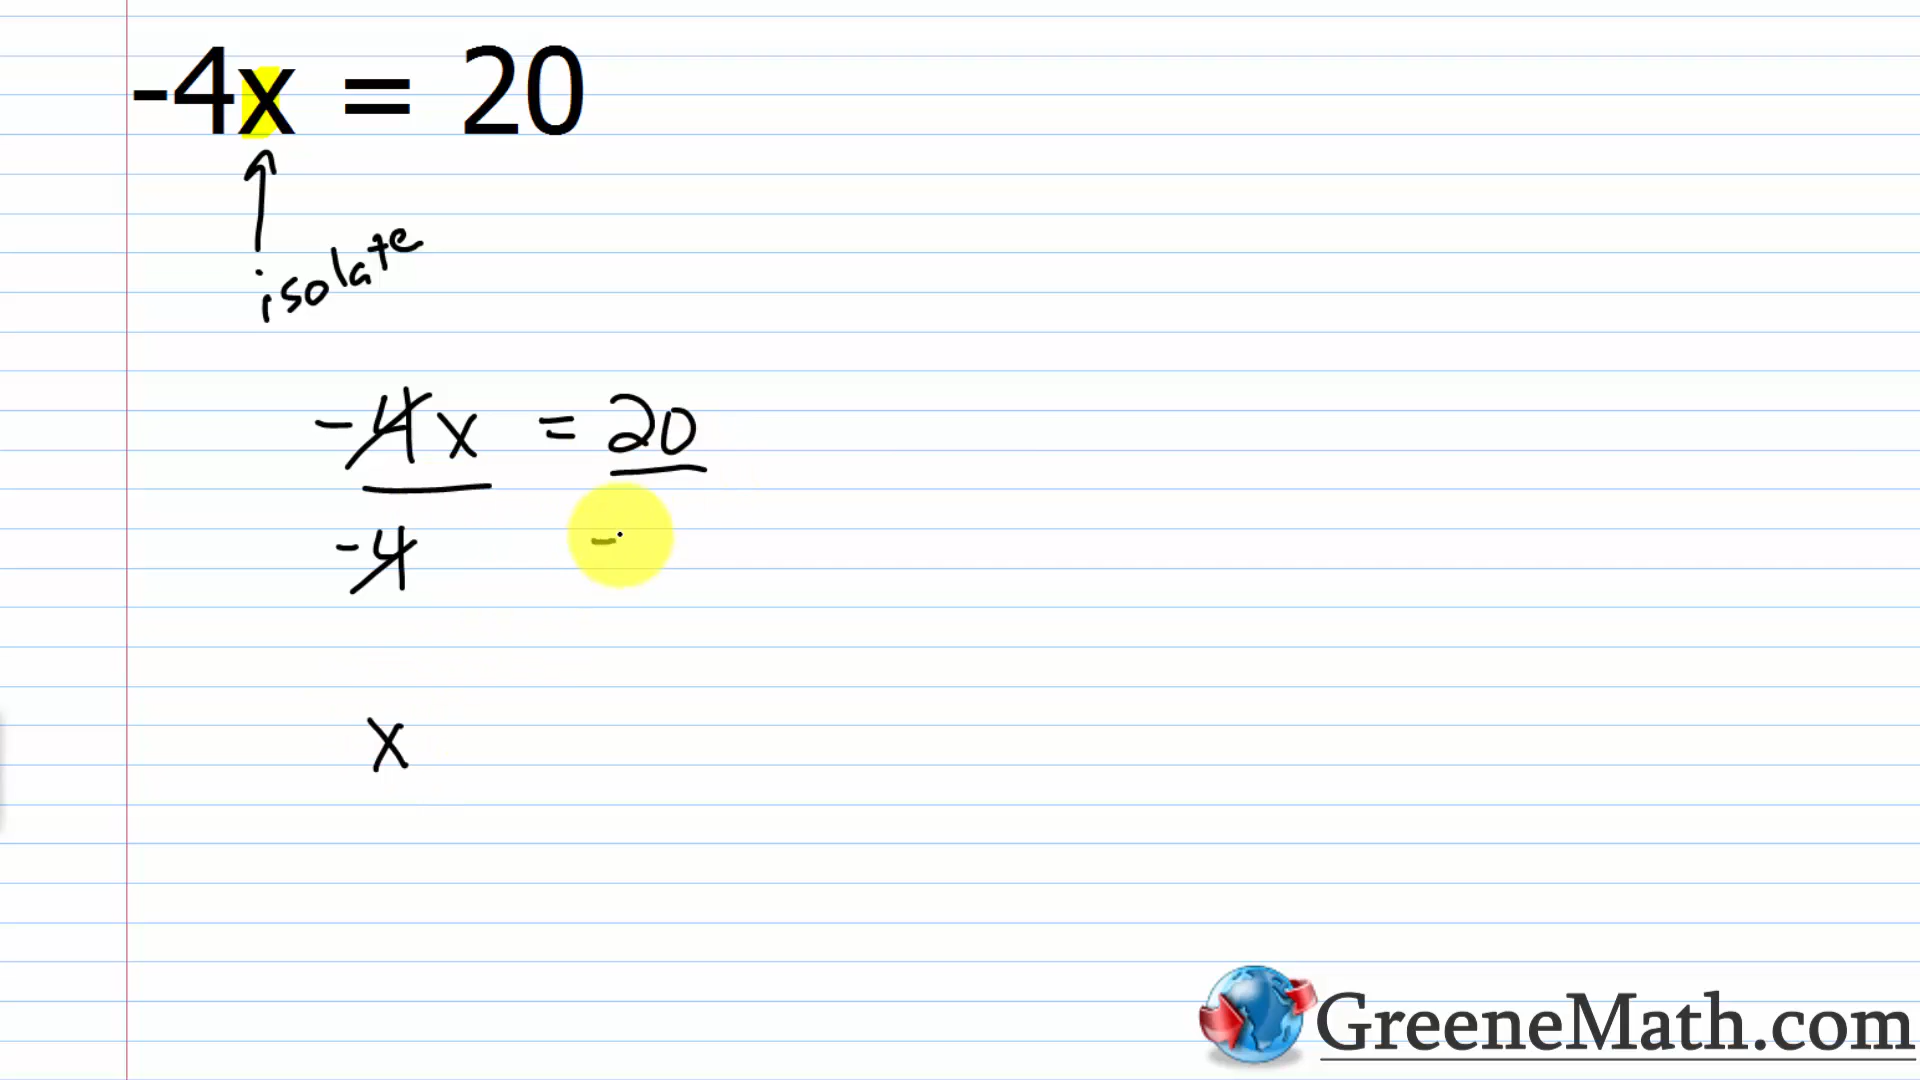 -4x = 20
isolate
-4x = 20
-4 -
x
GreeneMath.com